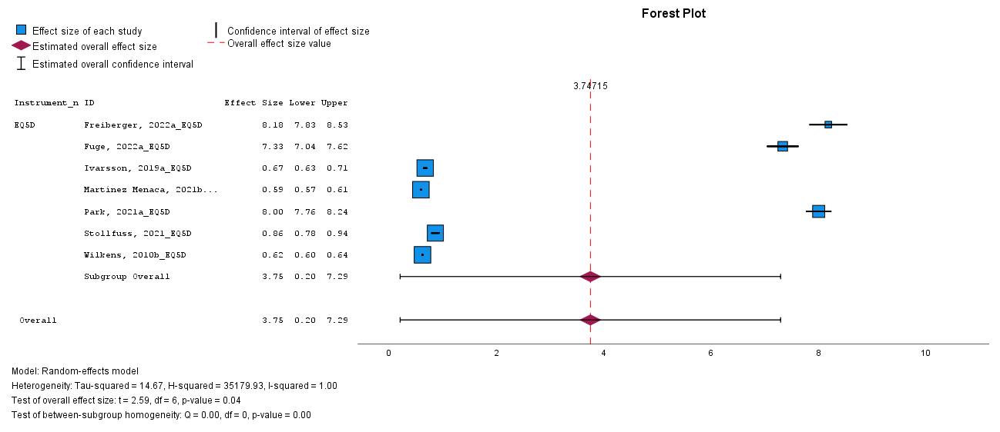 Forest Plot
Effect size of each study
Confidence interval of effect size
Estimated overall effect size
Overall effect size value
Estimated overall confidence interval
3.74715
Instrument_n ID Effect Size Lower Upper
EQ5D Freiberger, 2022a_EQ5D 8.18 7.83 8.53
Fuge, 2022a_EQ5D 7.33 7.04 7.62
Ivarsson, 2019a_EQ5D 0.67 0.63 0.71
Martínez Menaca, 2021b... 0.59 0.57 0.61
Park, 2021a_EQ5D 8.00 7.76 8.24
Stollfuss, 2021_EQ5D 0.86 0.78 0.94
Wilkens, 2010b_EQ5D 0.62 0.60 0.64
Subgroup Overall 3.75 0.20 7.29
Overall 3.75 0.20 7.29
0 2 4 6 8 10
Model: Random-effects model
Heterogeneity: Tau-squared = 14.67, H-squared = 35179.93, I-squared = 1.00
Test of overall effect size: t = 2.59, df = 6, p-value = 0.04
Test of between-subgroup homogeneity: Q = 0.00, df = 0, p-value = 0.00